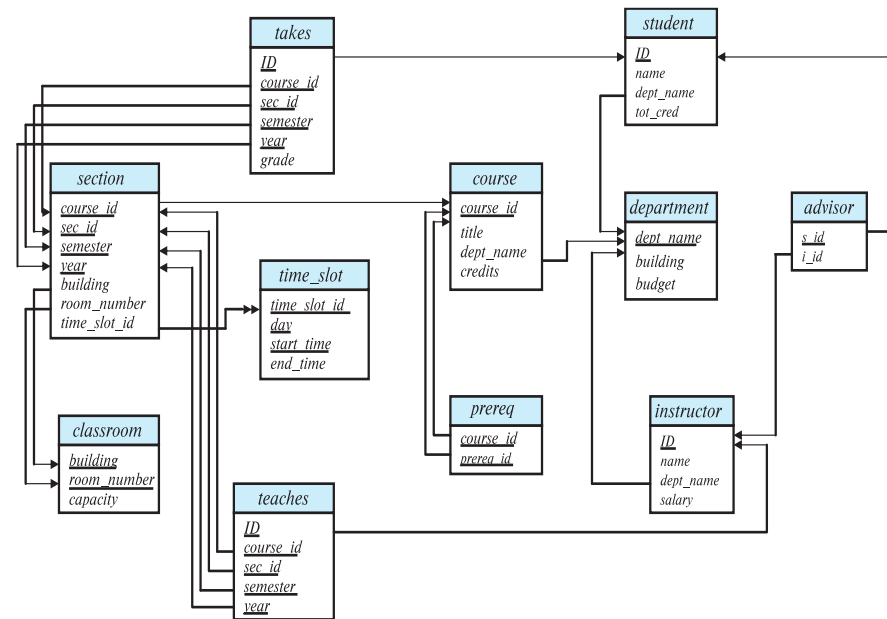 takes
ID
course_id
sec_id
semester
year
grade
student
ID
name
dept_name
tot_cred
section
course_id
sec_id
semester
year
building
room_number
time_slot_id
course
course_id
title
dept_name
credits
department
dept_name
building
budget
advisor
s_id
i_id
time_slot
time_slot_id
day
start_time
end_time
prereq
course_id
prereq_id
instructor
ID
name
dept_name
salary
classroom
building
room_number
capacity
teaches
ID
course_id
sec_id
semester
year